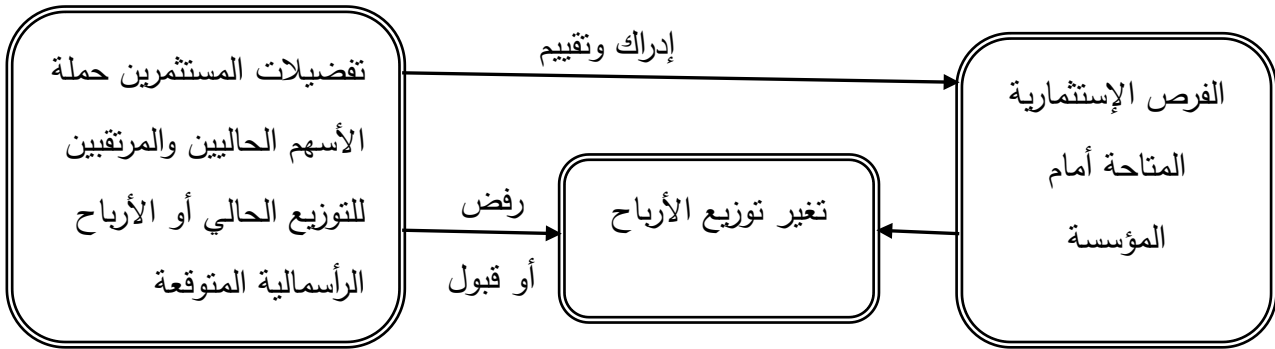 الفرص الإستثمارية
المتاحة أمام
المؤسسة
إدراك وتقييم
تغير توزيع الأرباح
رفض
أو قبول
تفضيلات المستثمرين حملة
الأسهم الحاليين والمرتقبين
للتوزيع الحالي أو الأرباح
الرأسمالية المتوقعة